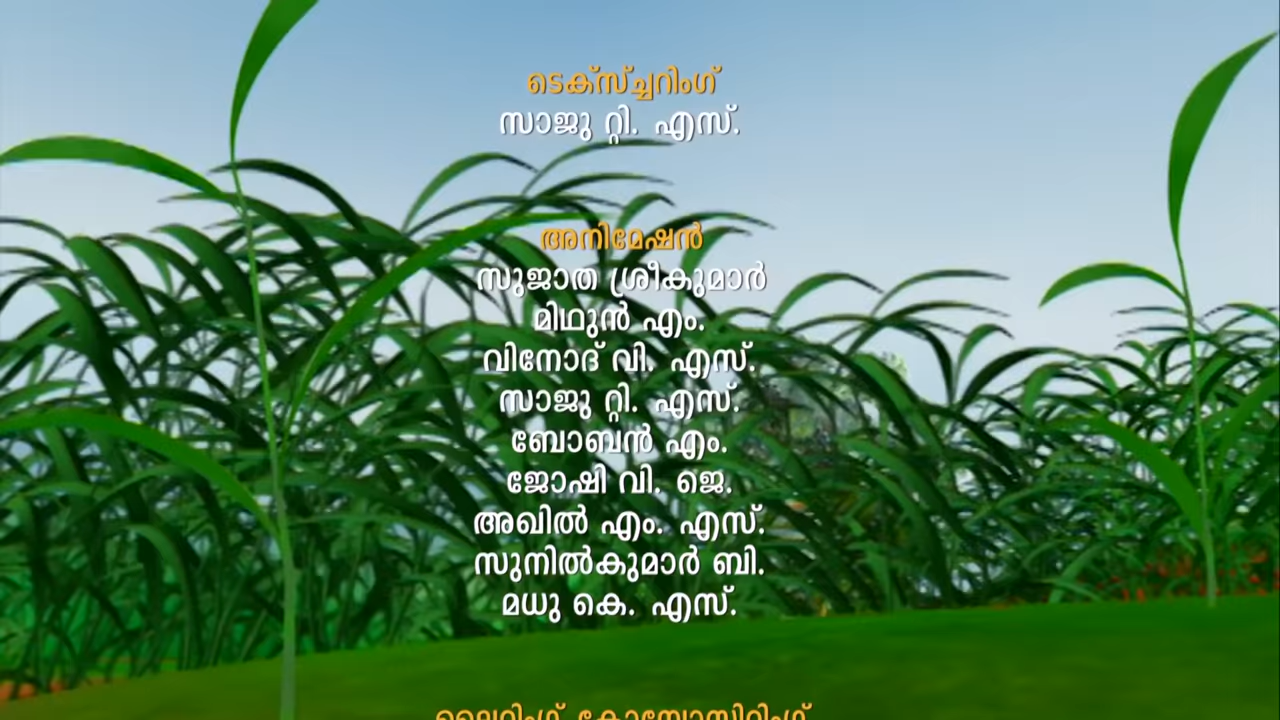 ടെക്സ്ച്ചറിംഗ്
സാജു റ്റി. എസ്.
അനിമേഷൻ
സുജാത ശ്രീകുമാർ
മിഥുൻ എം.
വിനോദ് വി. എസ്.
സാജു റ്റി. എസ്.
ബോബൻ എം.
ജോഷി വി. ജെ.
അഖിൽ എം. എസ്.
സുനിൽകുമാർ ബി.
മധു കെ. എസ്.